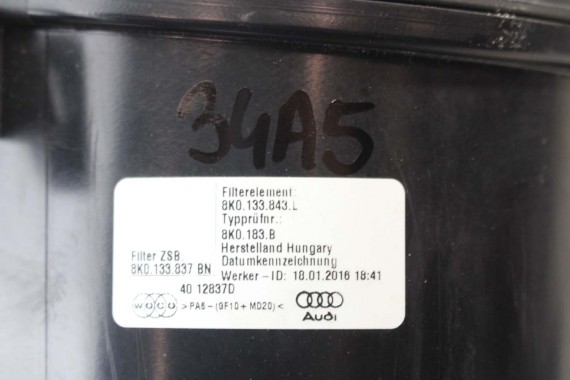 34A5
Filterelement:
8K0.133.843.L
Typprüfnr.:
8K0.183.B
Herstelland Hungary
Filter ZSB. Datumkennzeichnung
8K0.133.837 BN Werker-ID: 18.01.2016 18:41
40 12837D
WOCO >PA6-(GF10+MD20)<
Audi